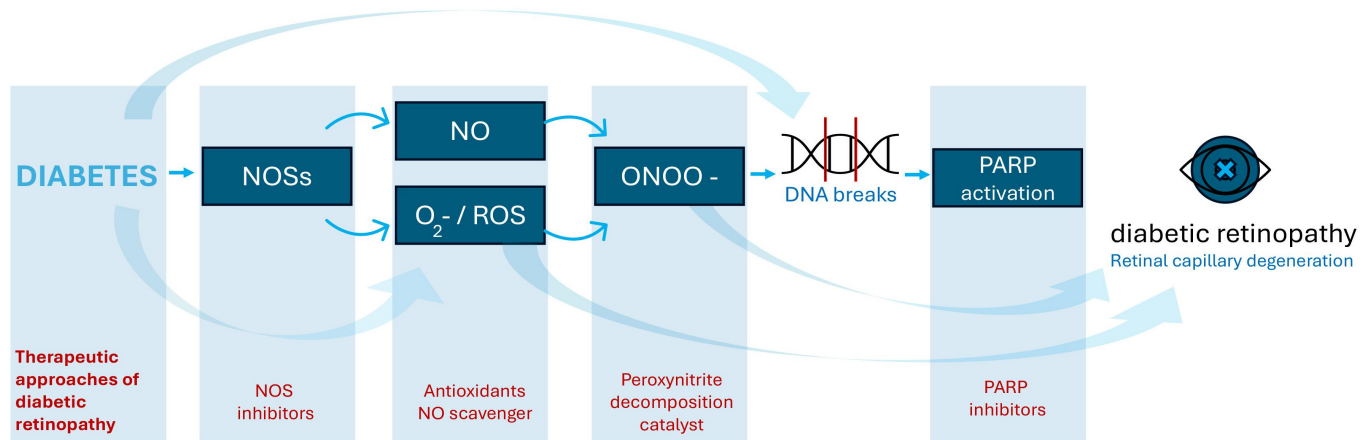 DIABETES
NOSs
NO
O₂- / ROS
ONOO -
DNA breaks
PARP
activation
diabetic retinopathy
Retinal capillary degeneration
Therapeutic
approaches of
diabetic
retinopathy
NOS
inhibitors
Antioxidants
NO scavenger
Peroxynitrite
decomposition
catalyst
PARP
inhibitors